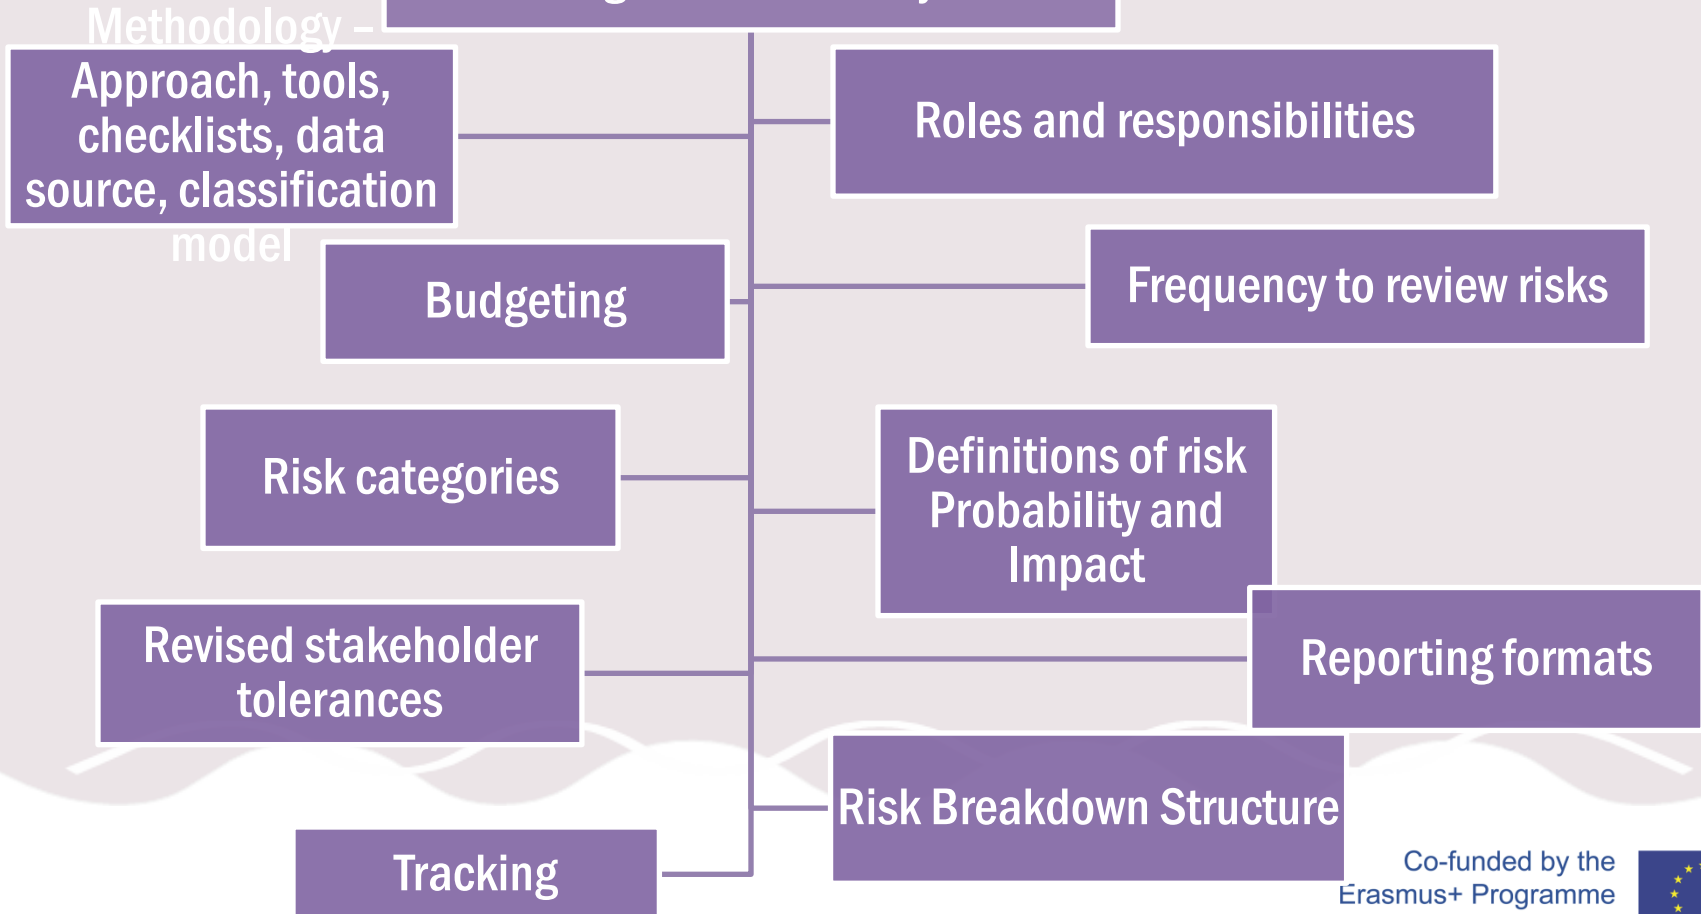 Methodology –
Approach, tools,
checklists, data
source, classification
model
Roles and responsibilities
Budgeting
Frequency to review risks
Risk categories
Definitions of risk
Probability and
Impact
Revised stakeholder
tolerances
Reporting formats
Risk Breakdown Structure
Tracking
Co-funded by the
Erasmus+ Programme